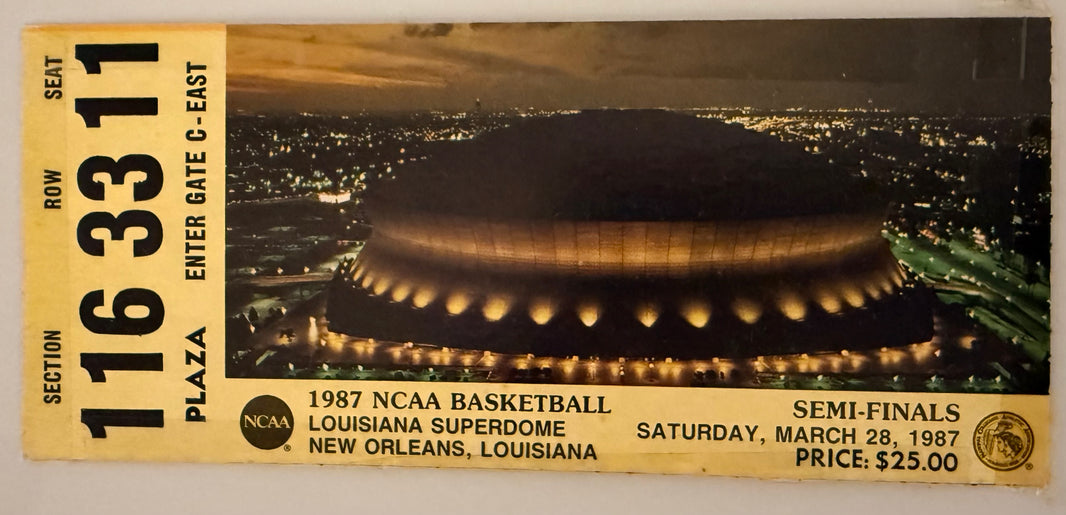 SECTION ROW SEAT
116 33 11
PLAZA ENTER GATE C-EAST
NCAA®
1987 NCAA BASKETBALL
LOUISIANA SUPERDOME
NEW ORLEANS, LOUISIANA
SEMI-FINALS
SATURDAY, MARCH 28, 1987
PRICE: $25.00
®